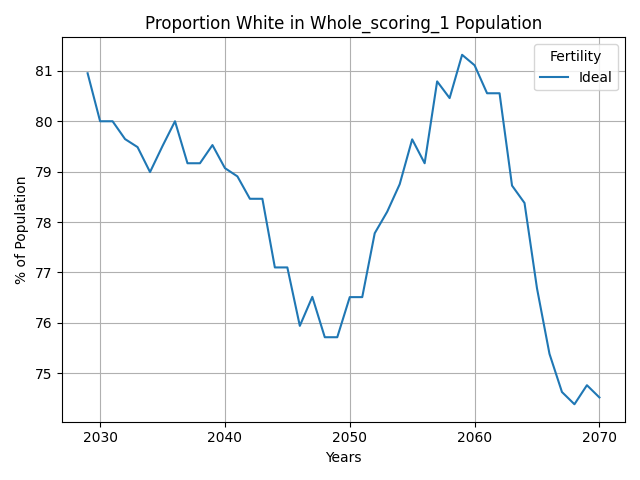 Proportion White in Whole_scoring_1 Population
Fertility
Ideal
% of Population
81
80
79
78
77
76
75
2030
2040
2050
2060
2070
Years